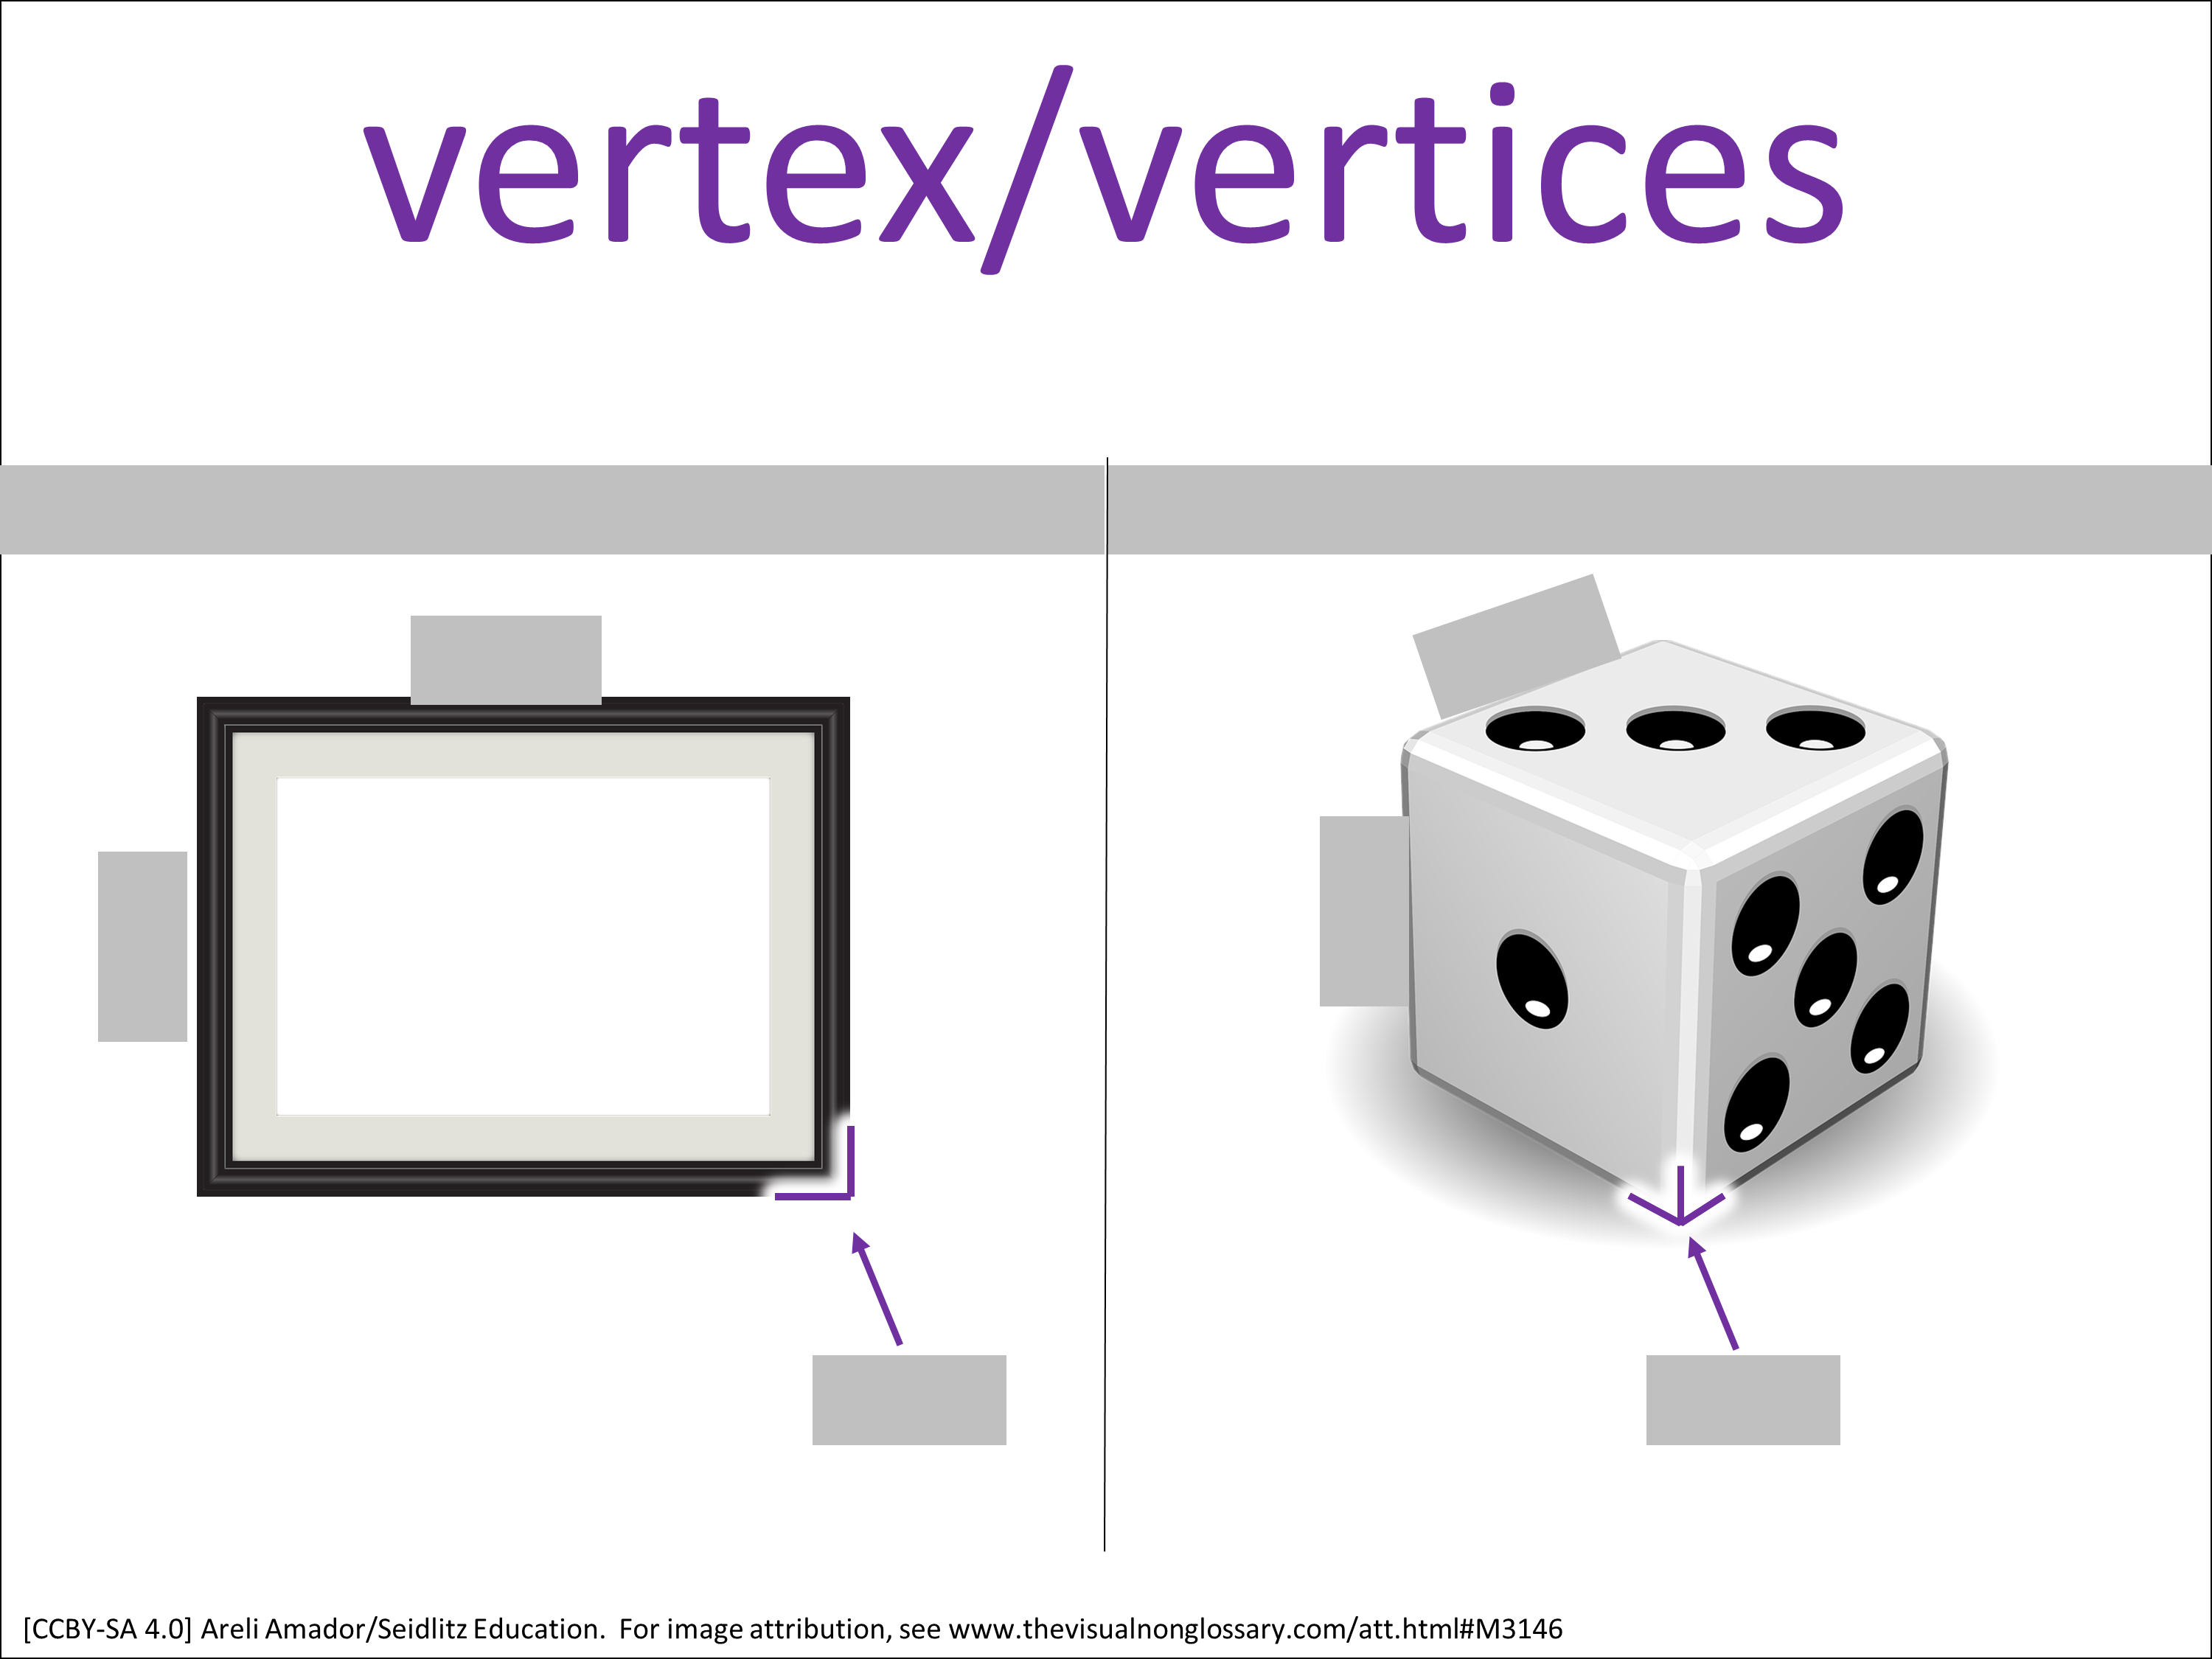 vertex/vertices
[CCBY-SA 4.0] Areli Amador/Seidlitz Education.  For image attribution, see www.thevisualnonglossary.com/att.html#M3146